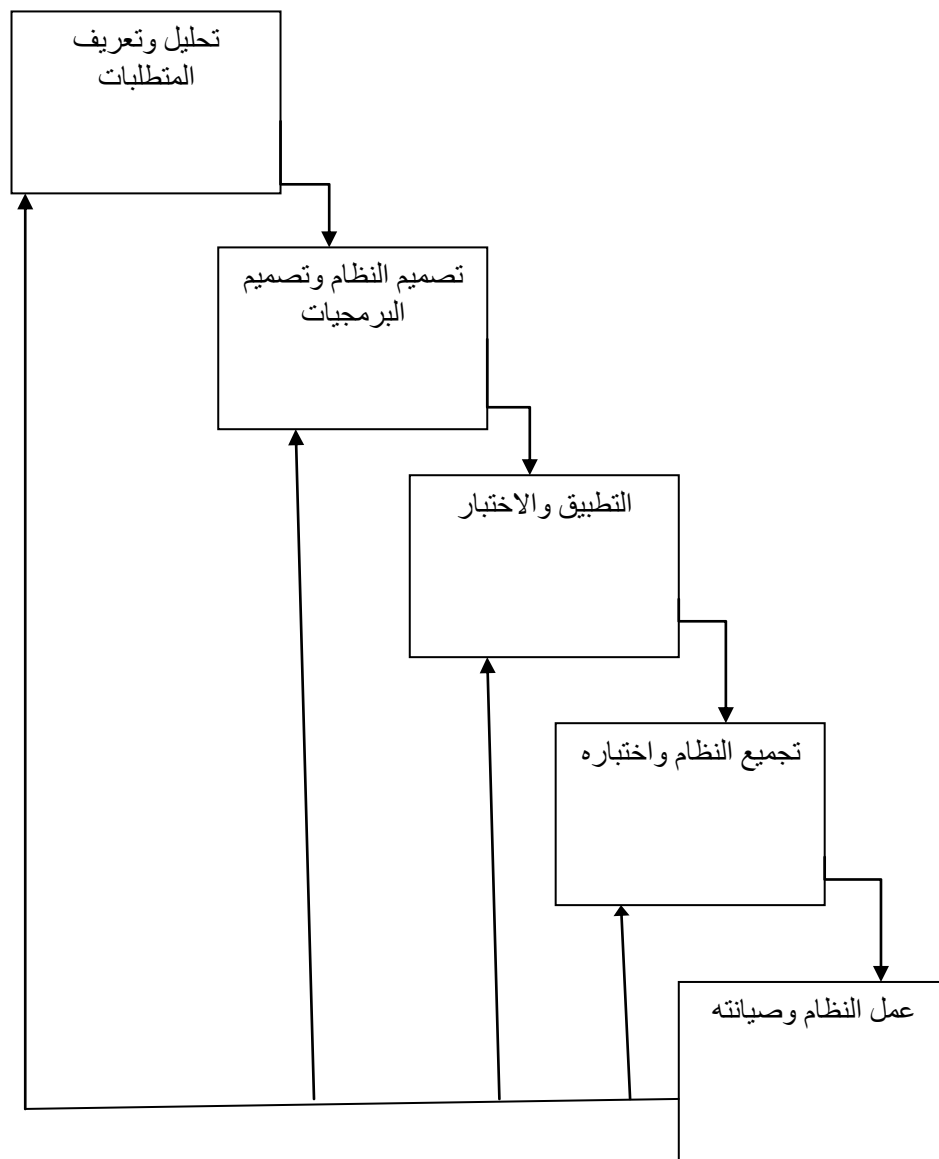 تحليل وتعريف
المتطلبات
تصميم النظام وتصميم
البرمجيات
التطبيق والاختبار
تجميع النظام واختباره
عمل النظام وصيانته